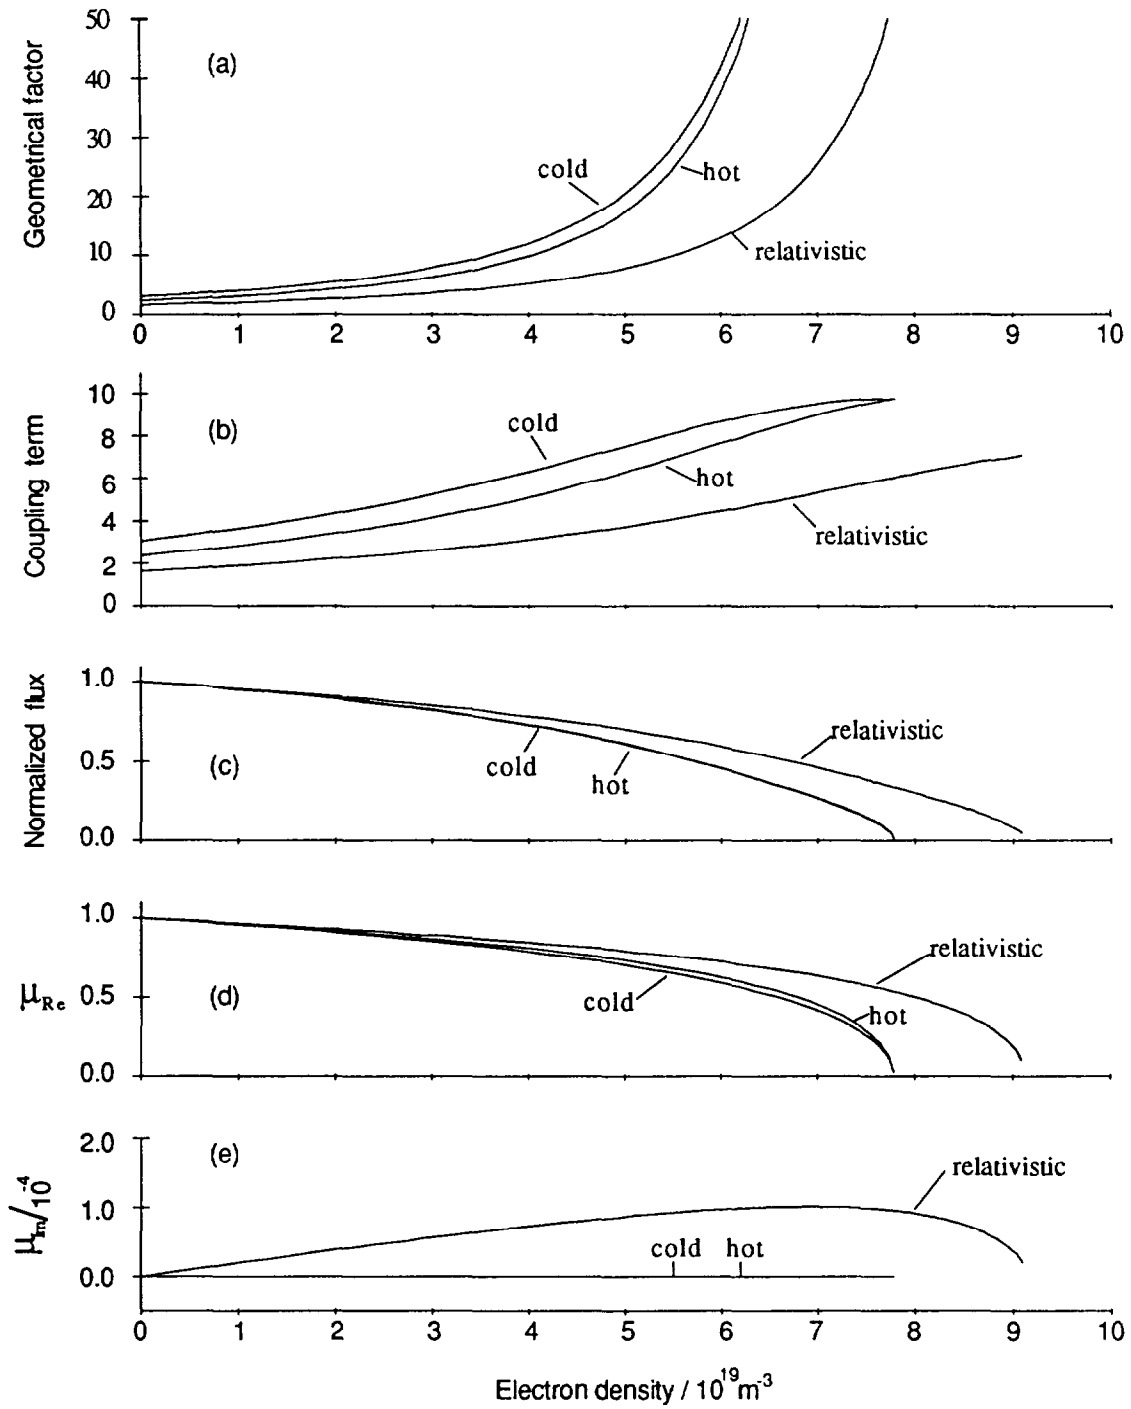 Geometrical factor
50
40
30
20
10
0
(a)
cold
hot
relativistic
0 1 2 3 4 5 6 7 8 9 10
Coupling term
10
8
6
4
2
0
(b)
cold
hot
relativistic
Normalized flux
1.0
0.5
0.0
(c)
cold
hot
relativistic
μRe
1.0
0.5
0.0
(d)
cold
hot
relativistic
μIm/10⁻⁴
2.0
1.0
0.0
(e)
relativistic
cold hot
0 1 2 3 4 5 6 7 8 9 10
Electron density / 10¹⁹m⁻³